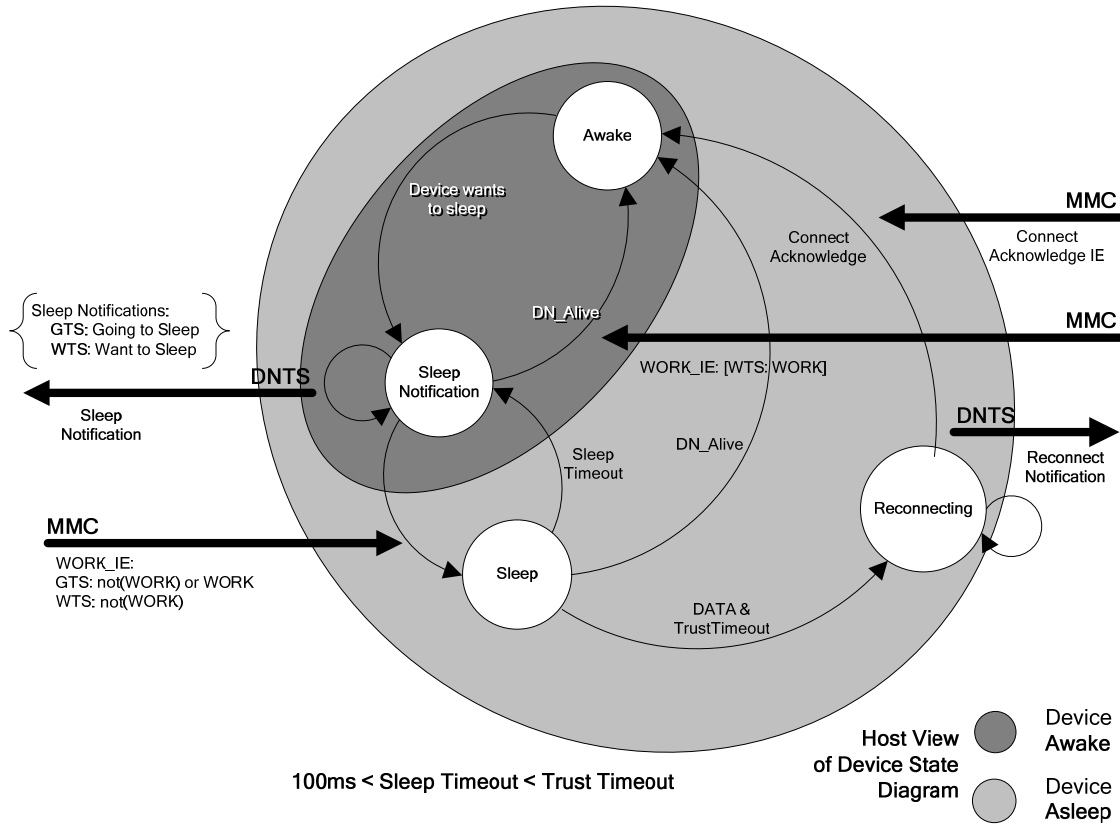 Awake
Device wants
to sleep
MMC
Connect
Acknowledge
Connect
Acknowledge IE
Sleep Notifications:
GTS: Going to Sleep
WTS: Want to Sleep
DN_Alive
MMC
WORK_IE: [WTS: WORK]
DNTS
Sleep
Notification
Sleep
Notification
DNTS
Reconnect
Notification
Sleep
Timeout
DN_Alive
Reconnecting
MMC
WORK_IE:
GTS: not(WORK) or WORK
WTS: not(WORK)
Sleep
DATA &
TrustTimeout
Host View
of Device State
Diagram
Device
Awake
Device
Asleep
100ms < Sleep Timeout < Trust Timeout